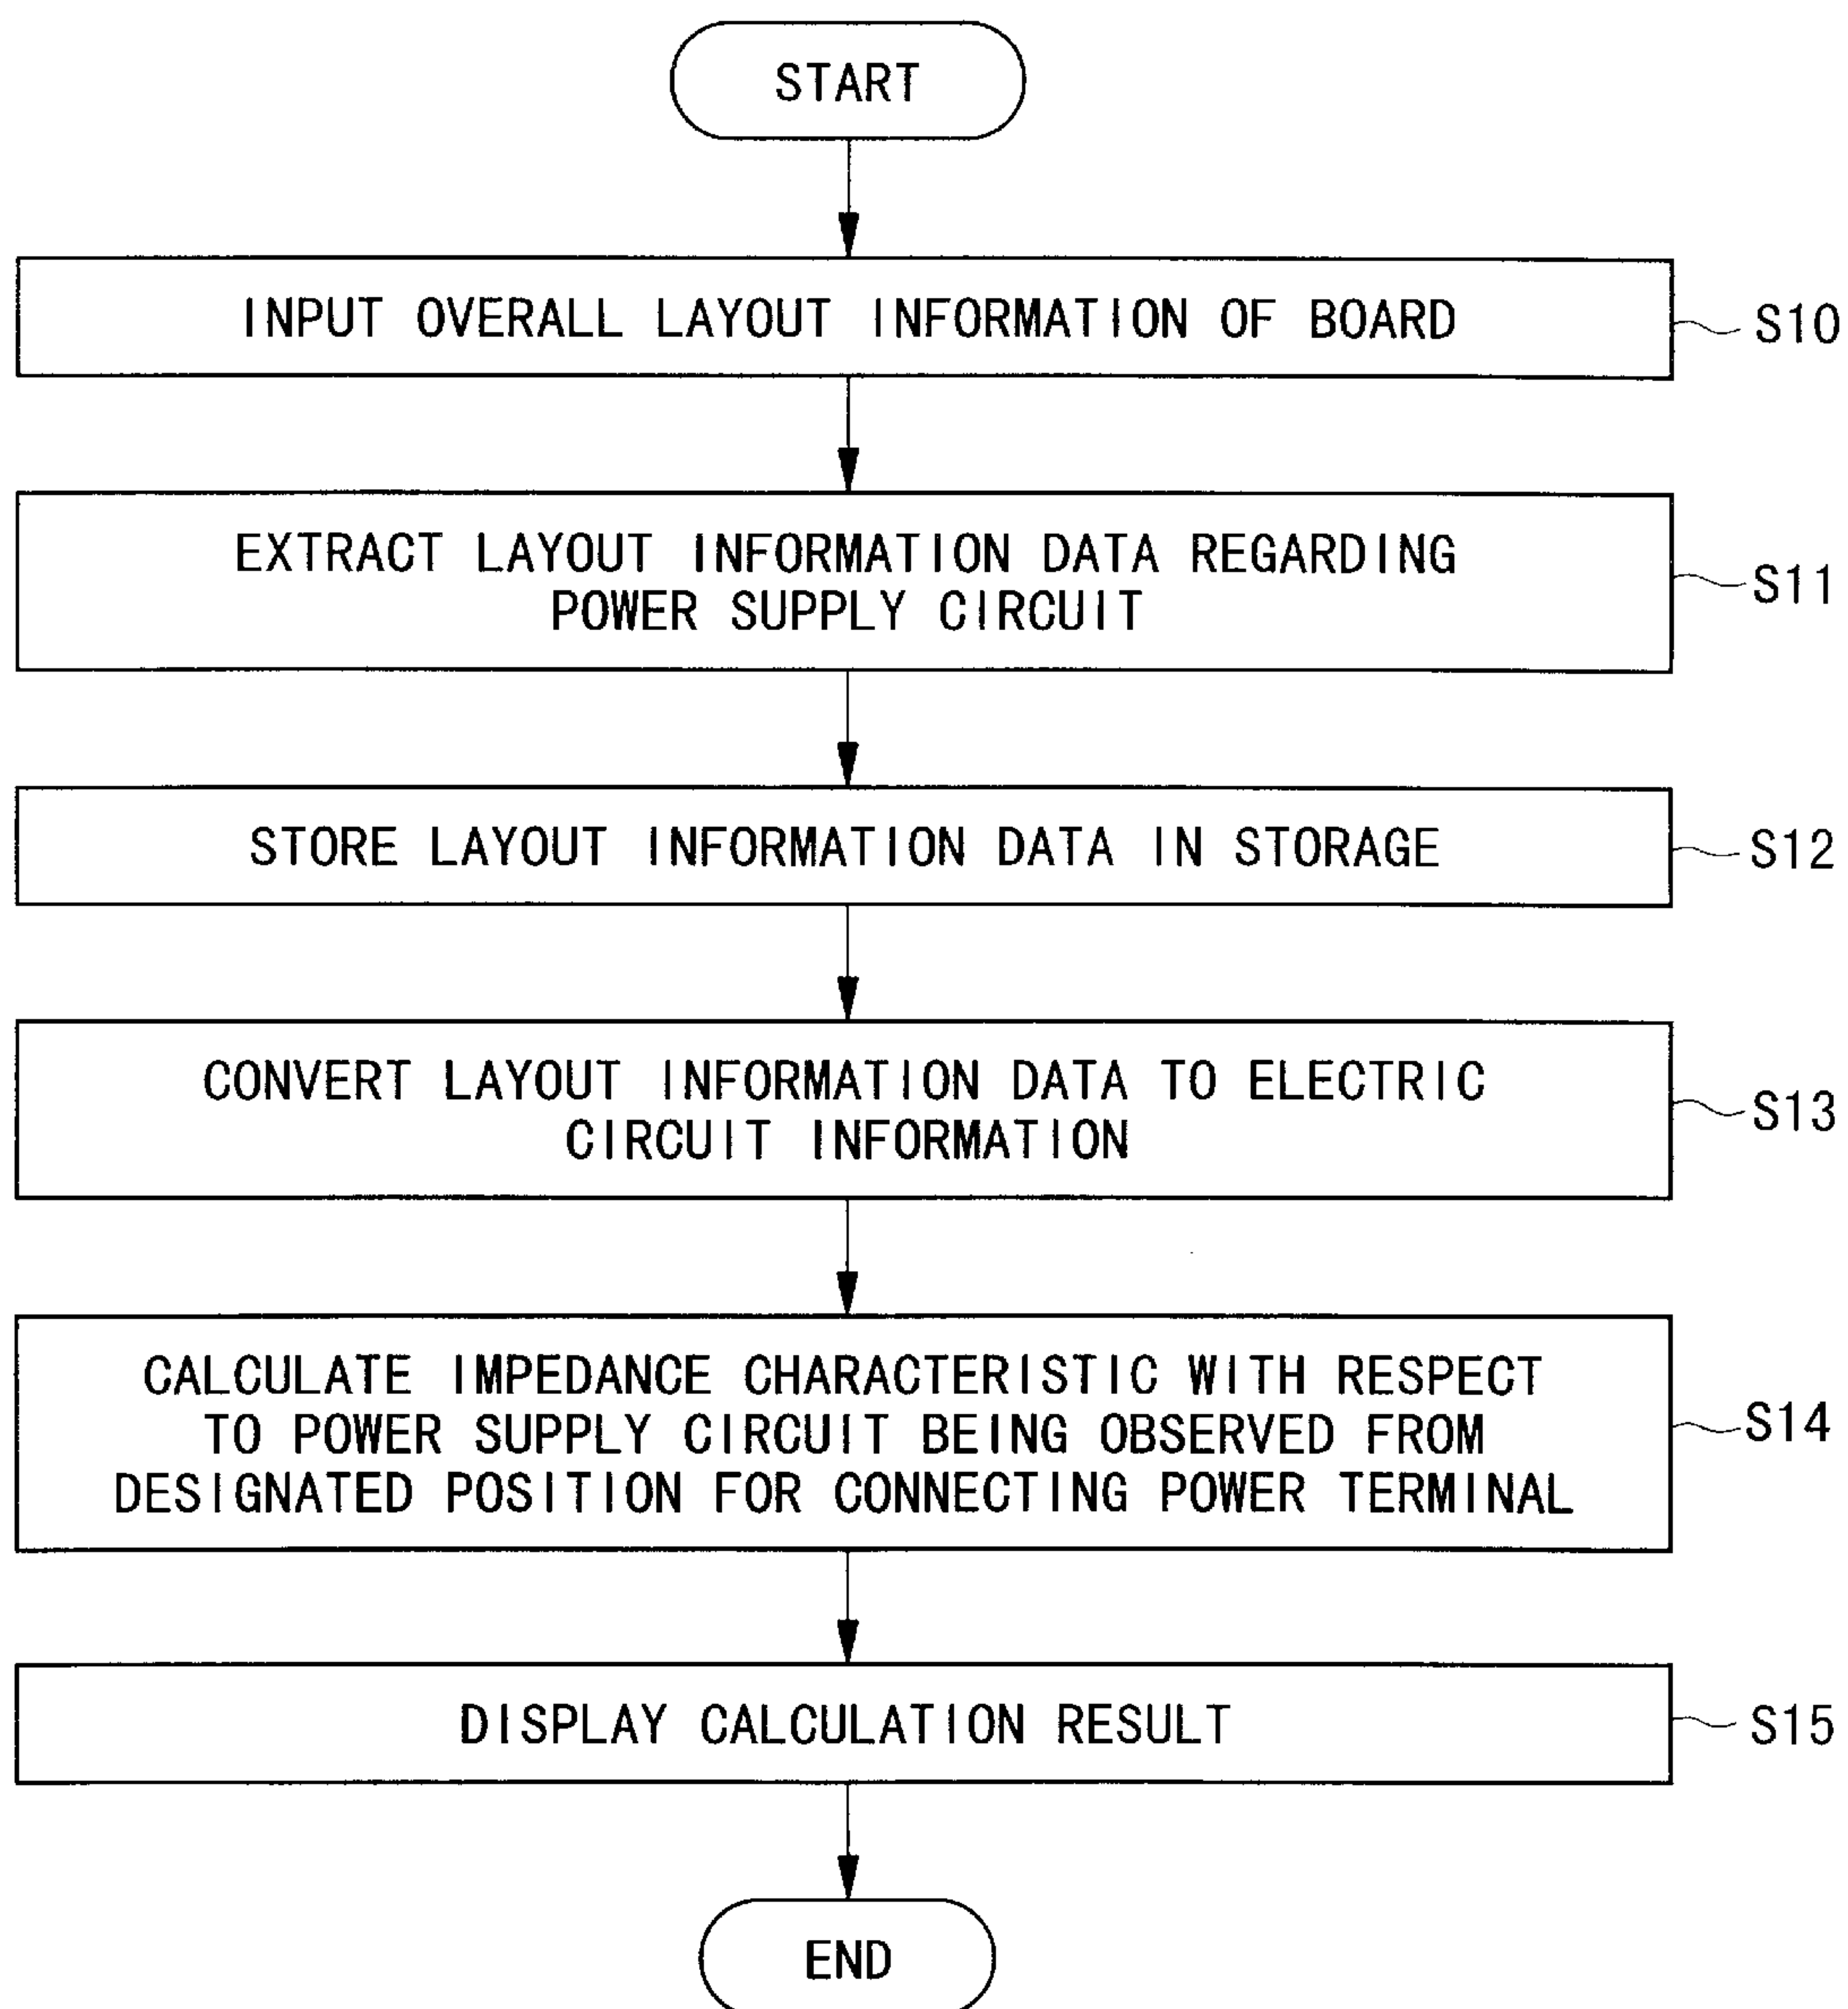 START
INPUT OVERALL LAYOUT INFORMATION OF BOARD
S10
EXTRACT LAYOUT INFORMATION DATA REGARDING
POWER SUPPLY CIRCUIT
S11
STORE LAYOUT INFORMATION DATA IN STORAGE
S12
CONVERT LAYOUT INFORMATION DATA TO ELECTRIC
CIRCUIT INFORMATION
S13
CALCULATE IMPEDANCE CHARACTERISTIC WITH RESPECT
TO POWER SUPPLY CIRCUIT BEING OBSERVED FROM
DESIGNATED POSITION FOR CONNECTING POWER TERMINAL
S14
DISPLAY CALCULATION RESULT
S15
END